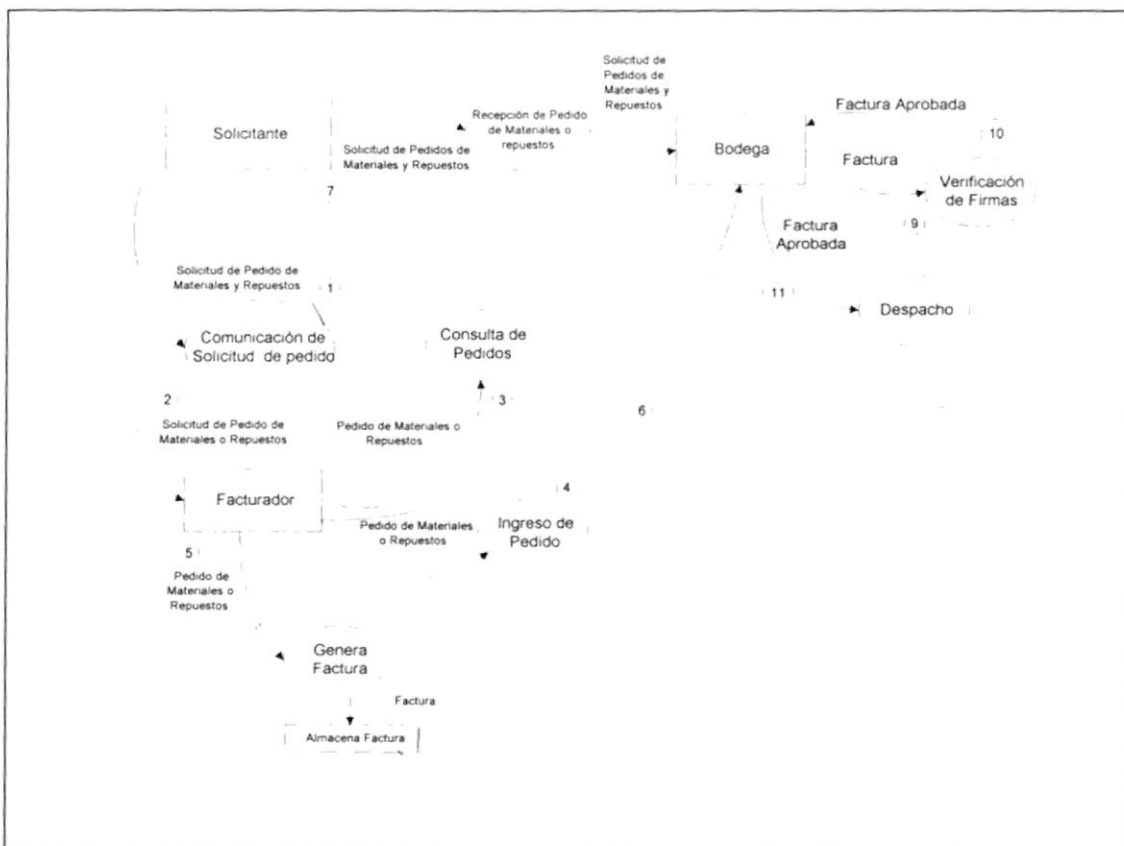 Solicitud de
Pedidos de
Materiales y
Repuestos
Solicitante
Recepción de Pedido
de Materiales o
repuestos
Solicitud de Pedidos de
Materiales y Repuestos
Bodega
Factura Aprobada
10
Factura
Verificación
de Firmas
7
Factura
Aprobada
9
Solicitud de Pedido de
Materiales y Repuestos
1
11
Despacho
Comunicación de
Solicitud de pedido
Consulta de
Pedidos
2
3
6
Solicitud de Pedido de
Materiales o Repuestos
Pedido de Materiales o
Repuestos
Facturador
4
Pedido de Materiales
o Repuestos
Ingreso de
Pedido
5
Pedido de
Materiales o
Repuestos
Genera
Factura
Factura
Almacena Factura